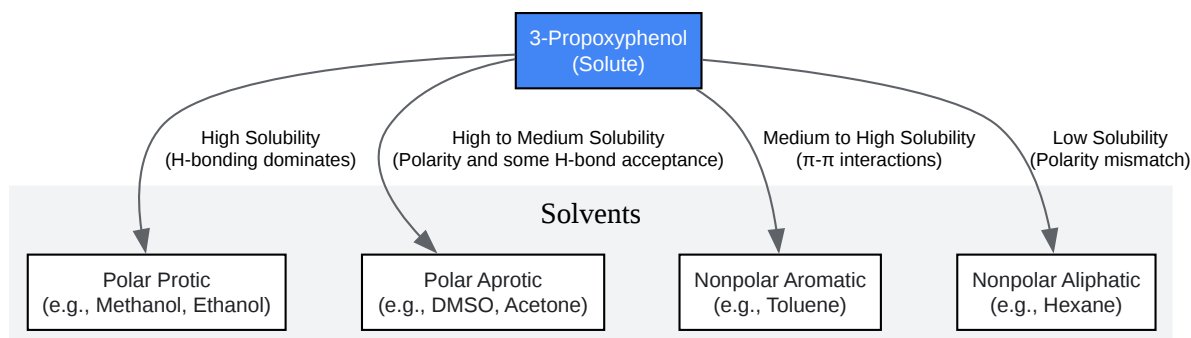 3-Propoxyphenol
(Solute)
High Solubility
(H-bonding dominates)
High to Medium Solubility
(Polarity and some H-bond acceptance)
Medium to High Solubility
(π-π interactions)
Low Solubility
(Polarity mismatch)
Solvents
Polar Protic
(e.g., Methanol, Ethanol)
Polar Aprotic
(e.g., DMSO, Acetone)
Nonpolar Aromatic
(e.g., Toluene)
Nonpolar Aliphatic
(e.g., Hexane)